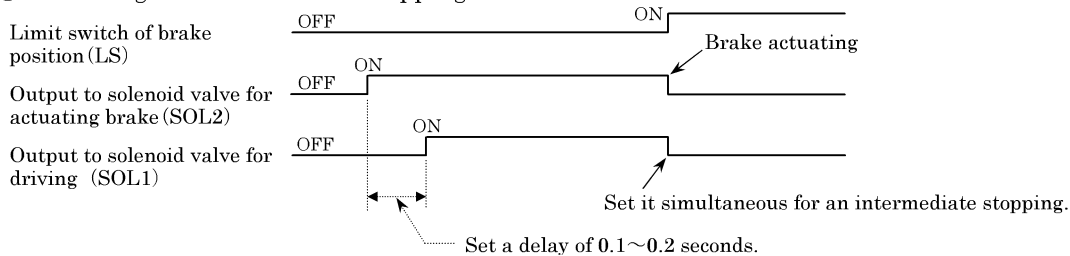 OFF
ON
Limit switch of brake
position(LS)
Brake actuating
ON
OFF
Output to solenoid valve for
actuating brake(SOL2)
ON
OFF
Output to solenoid valve for
driving (SOL1)
Set it simultaneous for an intermediate stopping.
Set a delay of 0.1～0.2 seconds.